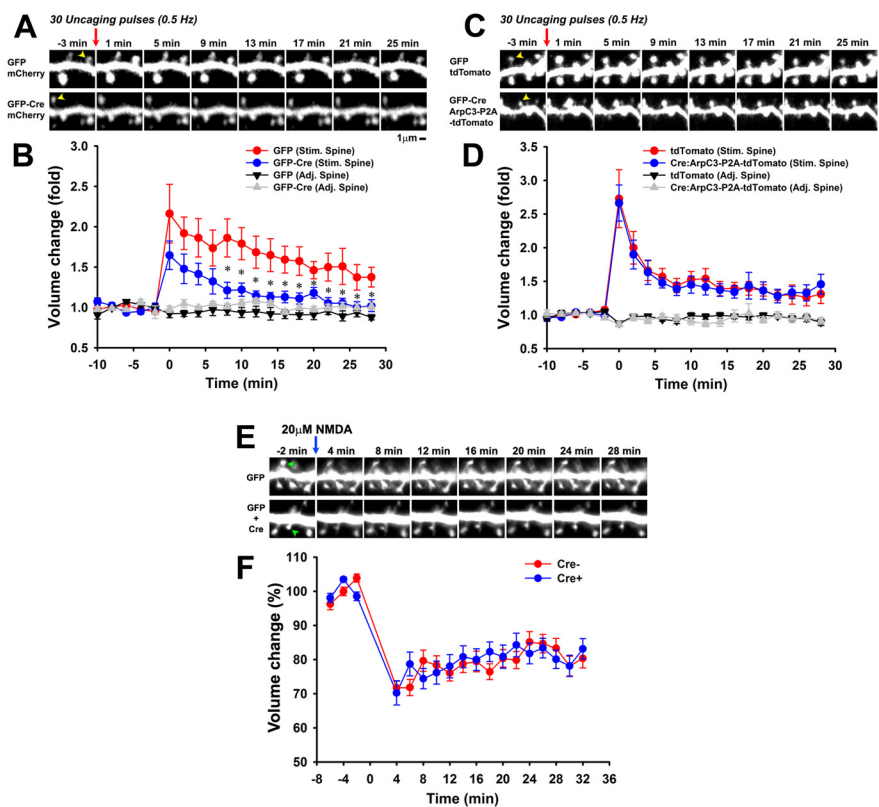 A
30 Uncaging pulses (0.5 Hz)
-3 min 1 min 5 min 9 min 13 min 17 min 21 min 25 min
GFP
mCherry
GFP-Cre
mCherry
1μm
B
GFP (Stim. Spine)
GFP-Cre (Stim. Spine)
GFP (Adj. Spine)
GFP-Cre (Adj. Spine)
Volume change (fold)
3.0
2.5
2.0
1.5
1.0
0.5
* * * * * * * * * * *
-10 -5 0 5 10 15 20 25 30
Time (min)
C
30 Uncaging pulses (0.5 Hz)
-3 min 1 min 5 min 9 min 13 min 17 min 21 min 25 min
GFP
tdTomato
GFP-Cre
ArpC3-P2A
-tdTomato
D
tdTomato (Stim. Spine)
Cre:ArpC3-P2A-tdTomato (Stim. Spine)
tdTomato (Adj. Spine)
Cre:ArpC3-P2A-tdTomato (Adj. Spine)
Volume change (fold)
3.5
3.0
2.5
2.0
1.5
1.0
0.5
-10 -5 0 5 10 15 20 25 30
Time (min)
20μM NMDA
E
-2 min 4 min 8 min 12 min 16 min 20 min 24 min 28 min
GFP
GFP
+
Cre
F
Cre-
Cre+
Volume change (%)
110
100
90
80
70
60
50
-8 -4 0 4 8 12 16 20 24 28 32 36
Time (min)